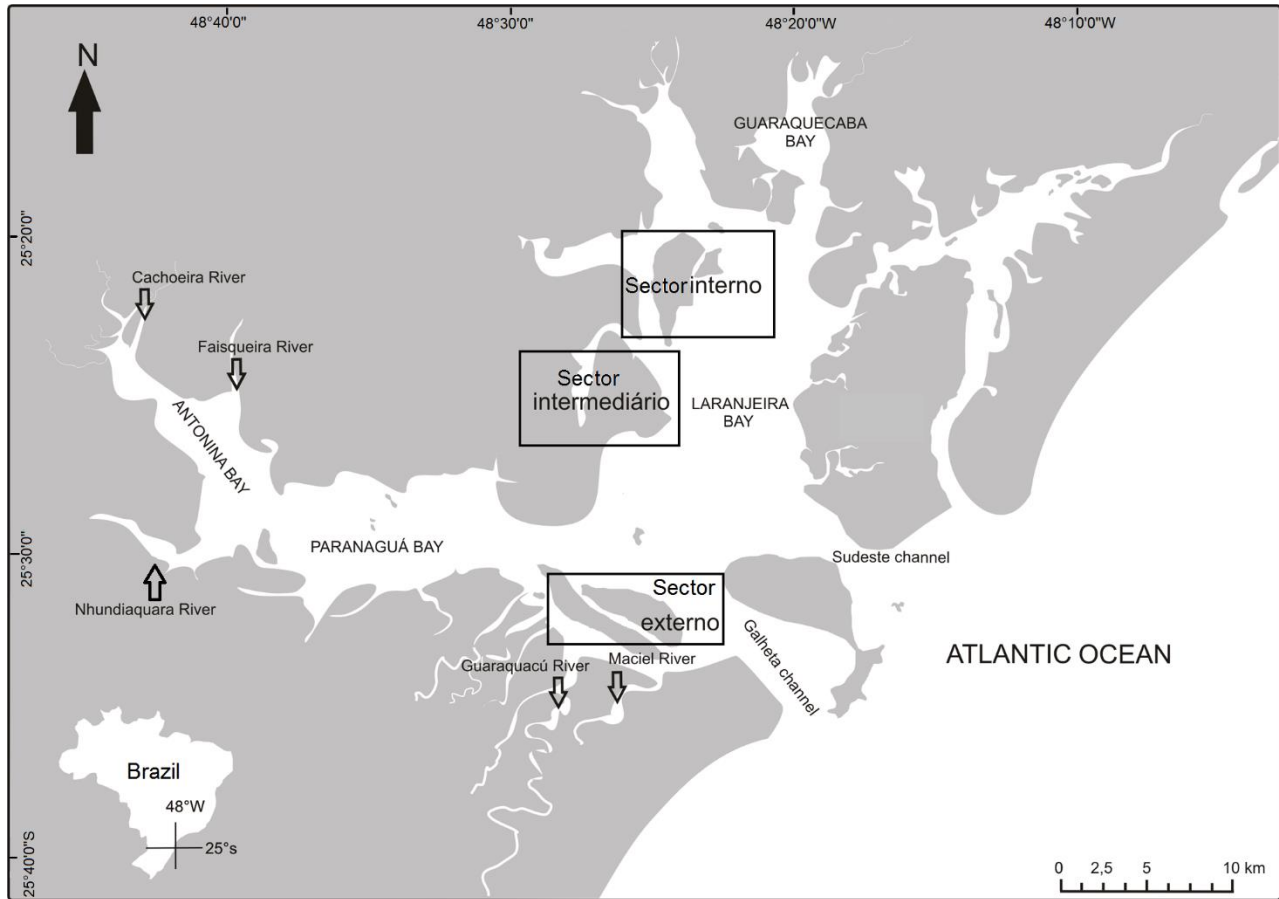 48°40'0"
48°30'0"
48°20'0"W
48°10'0"W
N
GUARAQUECABA
BAY
25°20'0"
Cachoeira River
Sector interno
Faisqueira River
Sector
intermediário
LARANJEIRA
BAY
ANTONINA BAY
25°30'0"
PARANAGUÁ BAY
Sudeste channel
Nhundiaquara River
Sector
externo
Guaraquacú River
Maciel River
Galheta channel
ATLANTIC OCEAN
Brazil
48°W
25°s
25°40'0"S
0 2,5 5 10 km